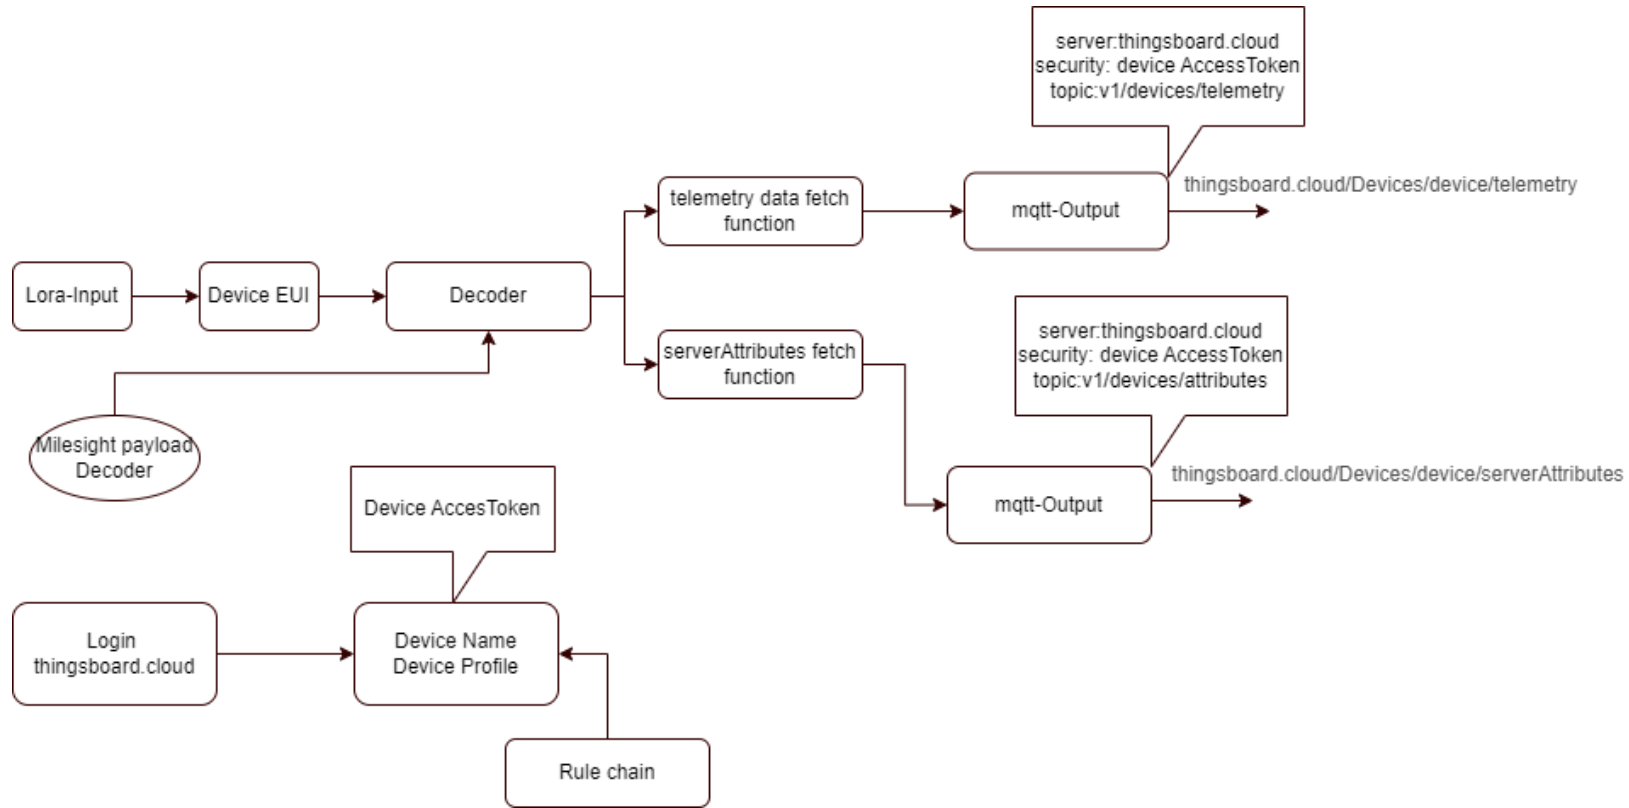 server:thingsboard.cloud
security: device AccessToken
topic:v1/devices/telemetry
thingsboard.cloud/Devices/device/telemetry
telemetry data fetch
function
mqtt-Output
Lora-Input
Device EUI
Decoder
server:thingsboard.cloud
security: device AccessToken
topic:v1/devices/attributes
serverAttributes fetch
function
Milesight payload
Decoder
thingsboard.cloud/Devices/device/serverAttributes
mqtt-Output
Device AccesToken
Login
thingsboard.cloud
Device Name
Device Profile
Rule chain